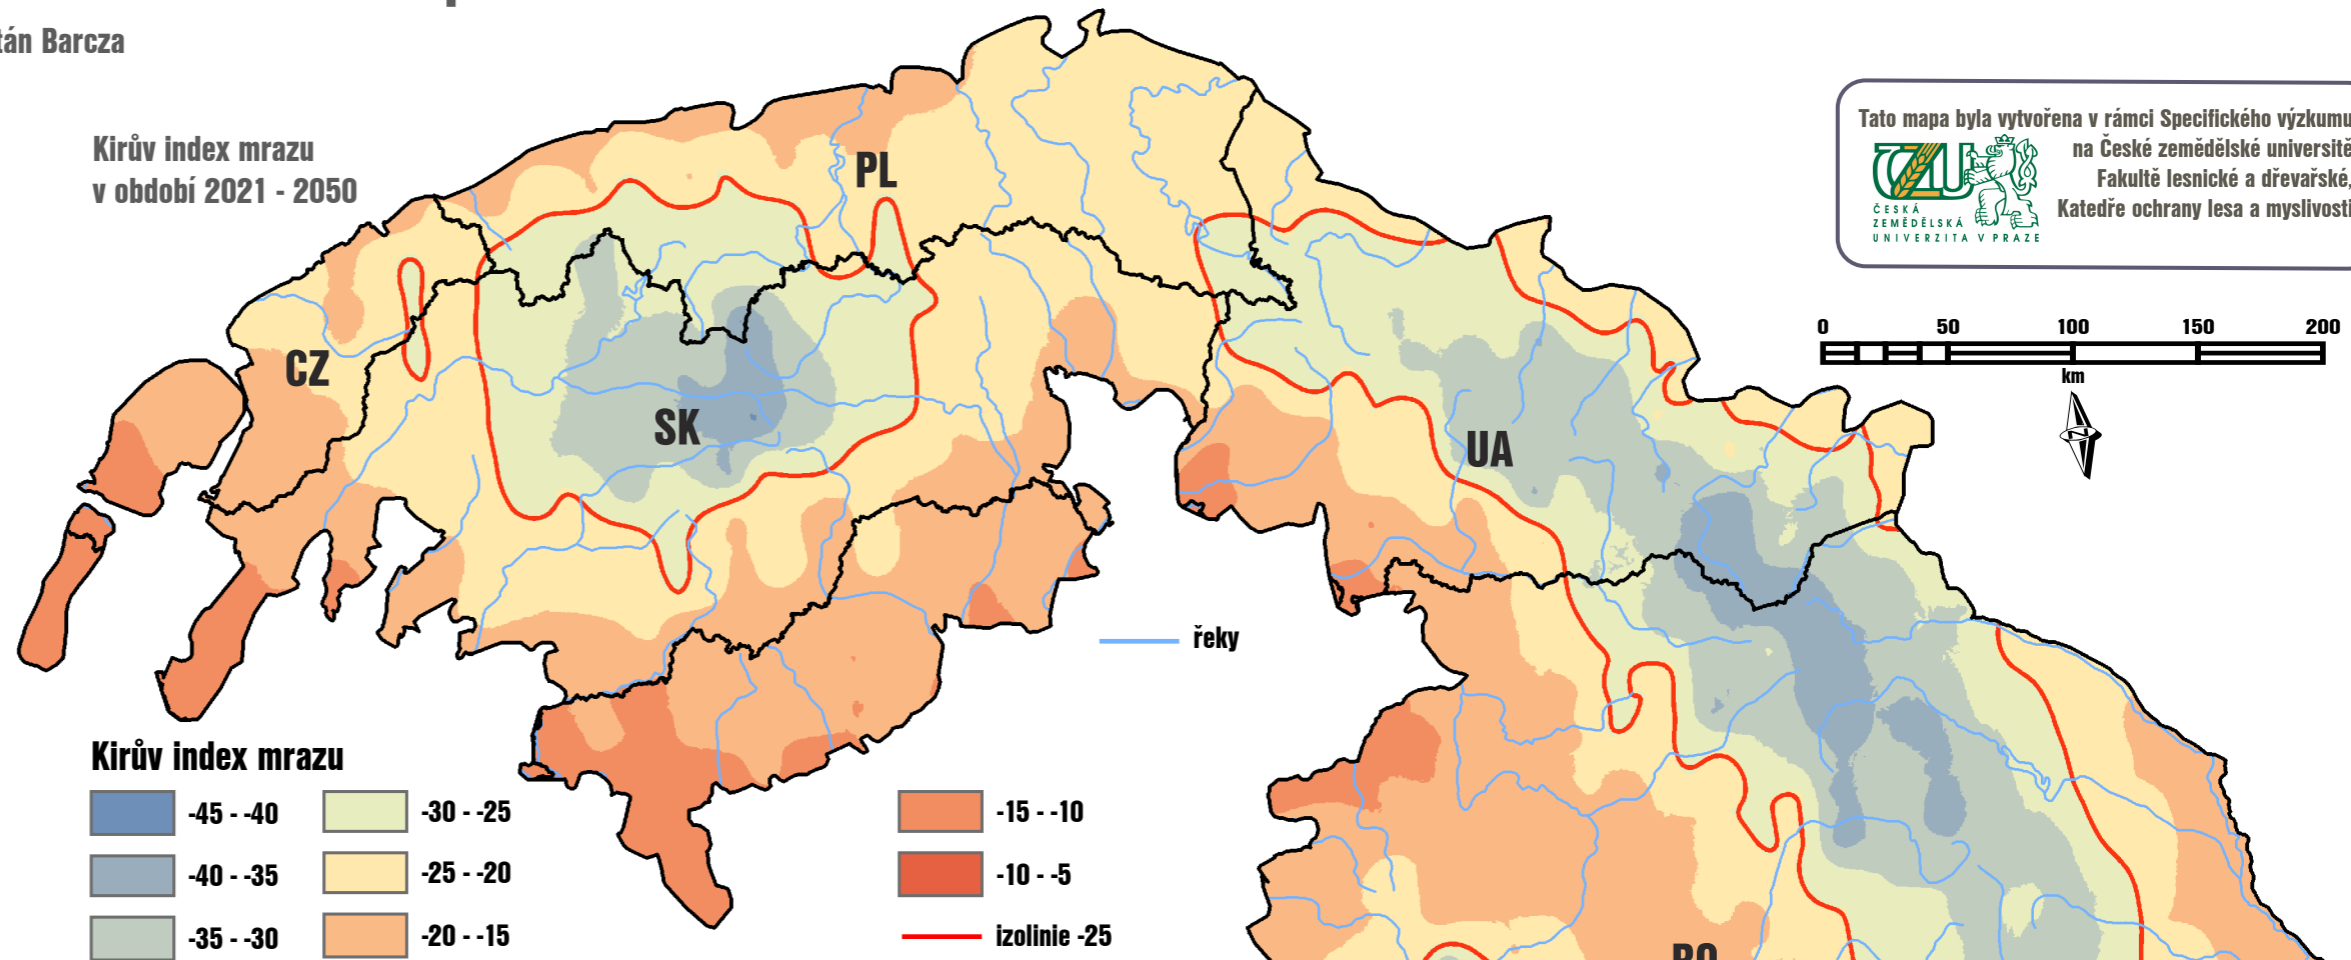 tán Barcza
Kirův index mrazu
v období 2021 - 2050
Tato mapa byla vytvořena v rámci Specifického výzkumu
na České zemědělské universitě
Fakultě lesnické a dřevařské,
Katedře ochrany lesa a myslivosti
ČZU
ČESKÁ
ZEMĚDĚLSKÁ
UNIVERZITA V PRAZE
0 50 100 150 200
km
N
PL
CZ
SK
UA
RO
řeky
Kirův index mrazu
-45 - -40
-40 - -35
-35 - -30
-30 - -25
-25 - -20
-20 - -15
-15 - -10
-10 - -5
izolinie -25